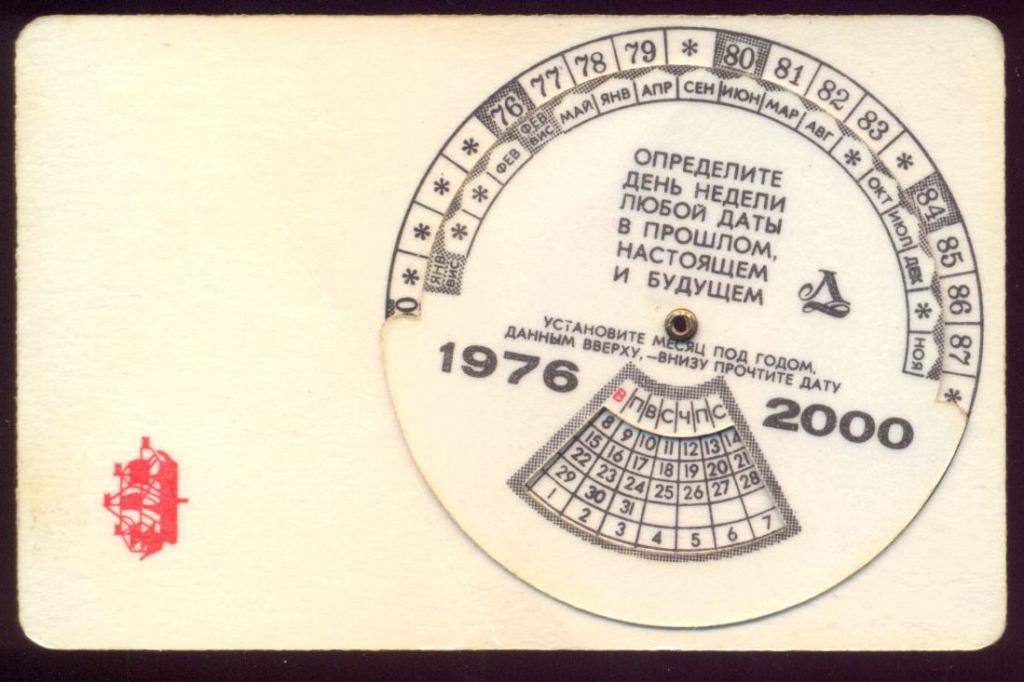 * * * * 76 77 78 79 * 80 81 82 83 * 84 85 86 87 *
ЯНВ ВИС * * ФЕВ ФЕВ ВИС МАЙ ЯНВ АПР СЕН ИЮН МАР АВГ * ОКТ ИЮЛ ДЕК * ЯОН
ОПРЕДЕЛИТЕ
ДЕНЬ НЕДЕЛИ
ЛЮБОЙ ДАТЫ
В ПРОШЛОМ,
НАСТОЯЩЕМ
И БУДУЩЕМ
Л
УСТАНОВИТЕ МЕСЯЦ ПОД ГОДОМ,
ДАННЫМ ВВЕРХУ,—ВНИЗУ ПРОЧТИТЕ ДАТУ
1976
2000
В П В С Ч П С
8 9 10 11 12 13 14
15 16 17 18 19 20 21
22 23 24 25 26 27 28
29 30 31
1 2 3 4 5 6 7